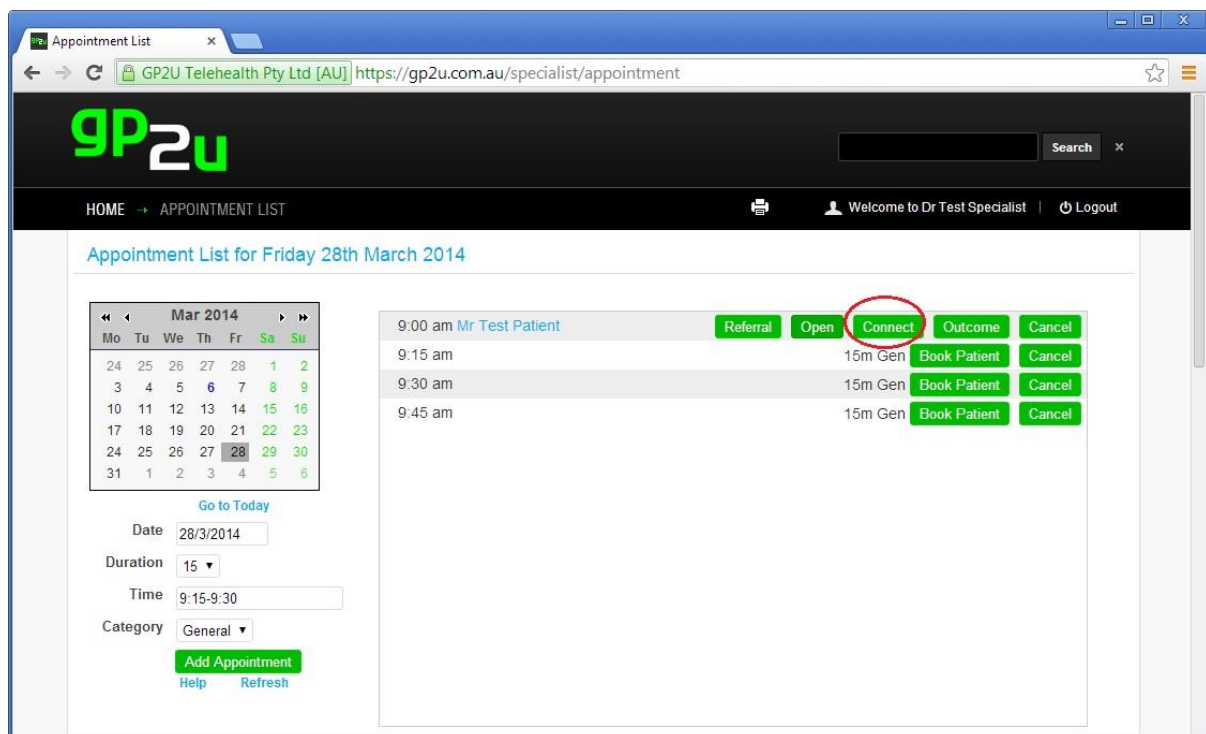 Appointment List
GP2U Telehealth Pty Ltd [AU] https://gp2u.com.au/specialist/appointment
gp2u
Search
HOME APPOINTMENT LIST Welcome to Dr Test Specialist | Logout
Appointment List for Friday 28th March 2014
Mar 2014
Mo Tu We Th Fr Sa Su
24 25 26 27 28 1 2
3 4 5 6 7 8 9
10 11 12 13 14 15 16
17 18 19 20 21 22 23
24 25 26 27 28 29 30
31 1 2 3 4 5 6
Go to Today
Date 28/3/2014
Duration 15
Time 9:15-9:30
Category General
Add Appointment
Help Refresh
9:00 am Mr Test Patient Referral Open Connect Outcome Cancel
9:15 am 15m Gen Book Patient Cancel
9:30 am 15m Gen Book Patient Cancel
9:45 am 15m Gen Book Patient Cancel